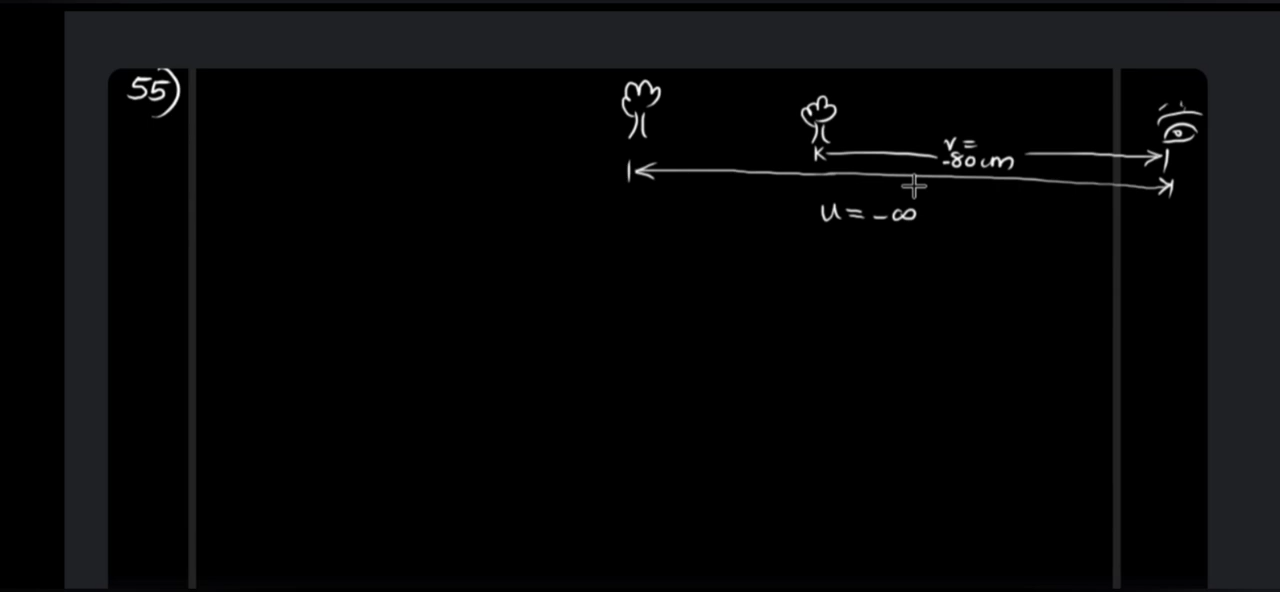 55)
v =
-80 cm
u = -∞